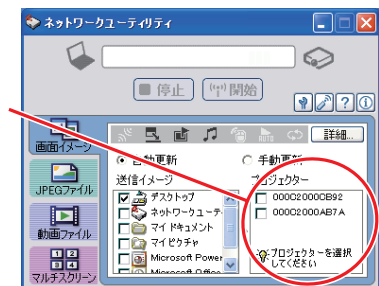 ネットワークユーティリティ
停止
開始
画面イメージ
JPEGファイル
動画ファイル
マルチスクリーン
詳細...
自動更新
手動更新
送信イメージ
デスクトップ
ネットワークユーテ
マイ ドキュメント
マイピクチャ
Microsoft Power
Microsoft Office
プロジェクター
000C2000CB92
000C2000AB7A
プロジェクターを選択
してください